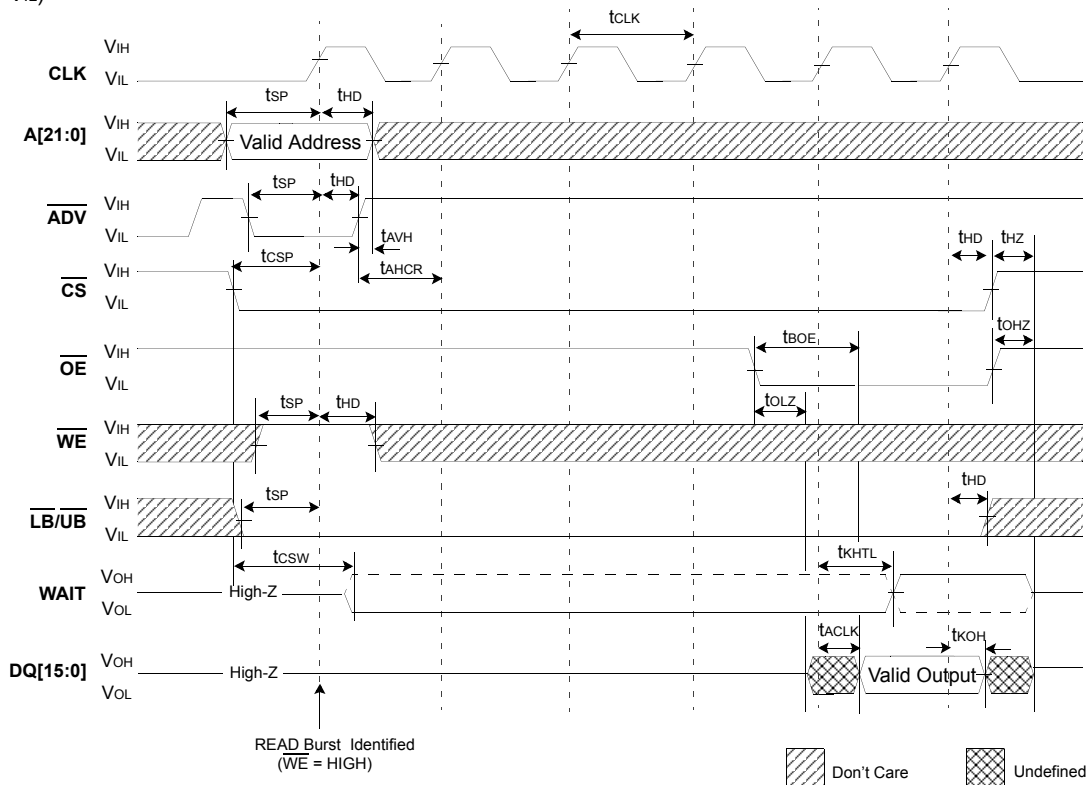 VIL)
tCLK
VIH
CLK
VIL
tSP tHD
VIH
A[21:0] Valid Address
VIL
tSP tHD
VIH
ADV
VIL
tAVH
tCSP tAHCR tHD tHZ
VIH
CS
VIL
tBOE tOHZ
VIH
OE
VIL
tOLZ
tSP tHD
VIH
WE
VIL
tSP tHD
VIH
LB/UB
VIL
tCSW tKHTL
VOH
WAIT High-Z
VOL
tACLK tKOH
VOH
DQ[15:0] High-Z Valid Output
VOL
READ Burst Identified
(WE = HIGH)
Don't Care Undefined